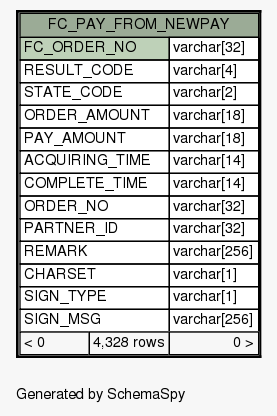 FC_PAY_FROM_NEWPAY
FC_ORDER_NO varchar[32]
RESULT_CODE varchar[4]
STATE_CODE varchar[2]
ORDER_AMOUNT varchar[18]
PAY_AMOUNT varchar[18]
ACQUIRING_TIME varchar[14]
COMPLETE_TIME varchar[14]
ORDER_NO varchar[32]
PARTNER_ID varchar[32]
REMARK varchar[256]
CHARSET varchar[1]
SIGN_TYPE varchar[1]
SIGN_MSG varchar[256]
< 0 4,328 rows 0 >
Generated by SchemaSpy